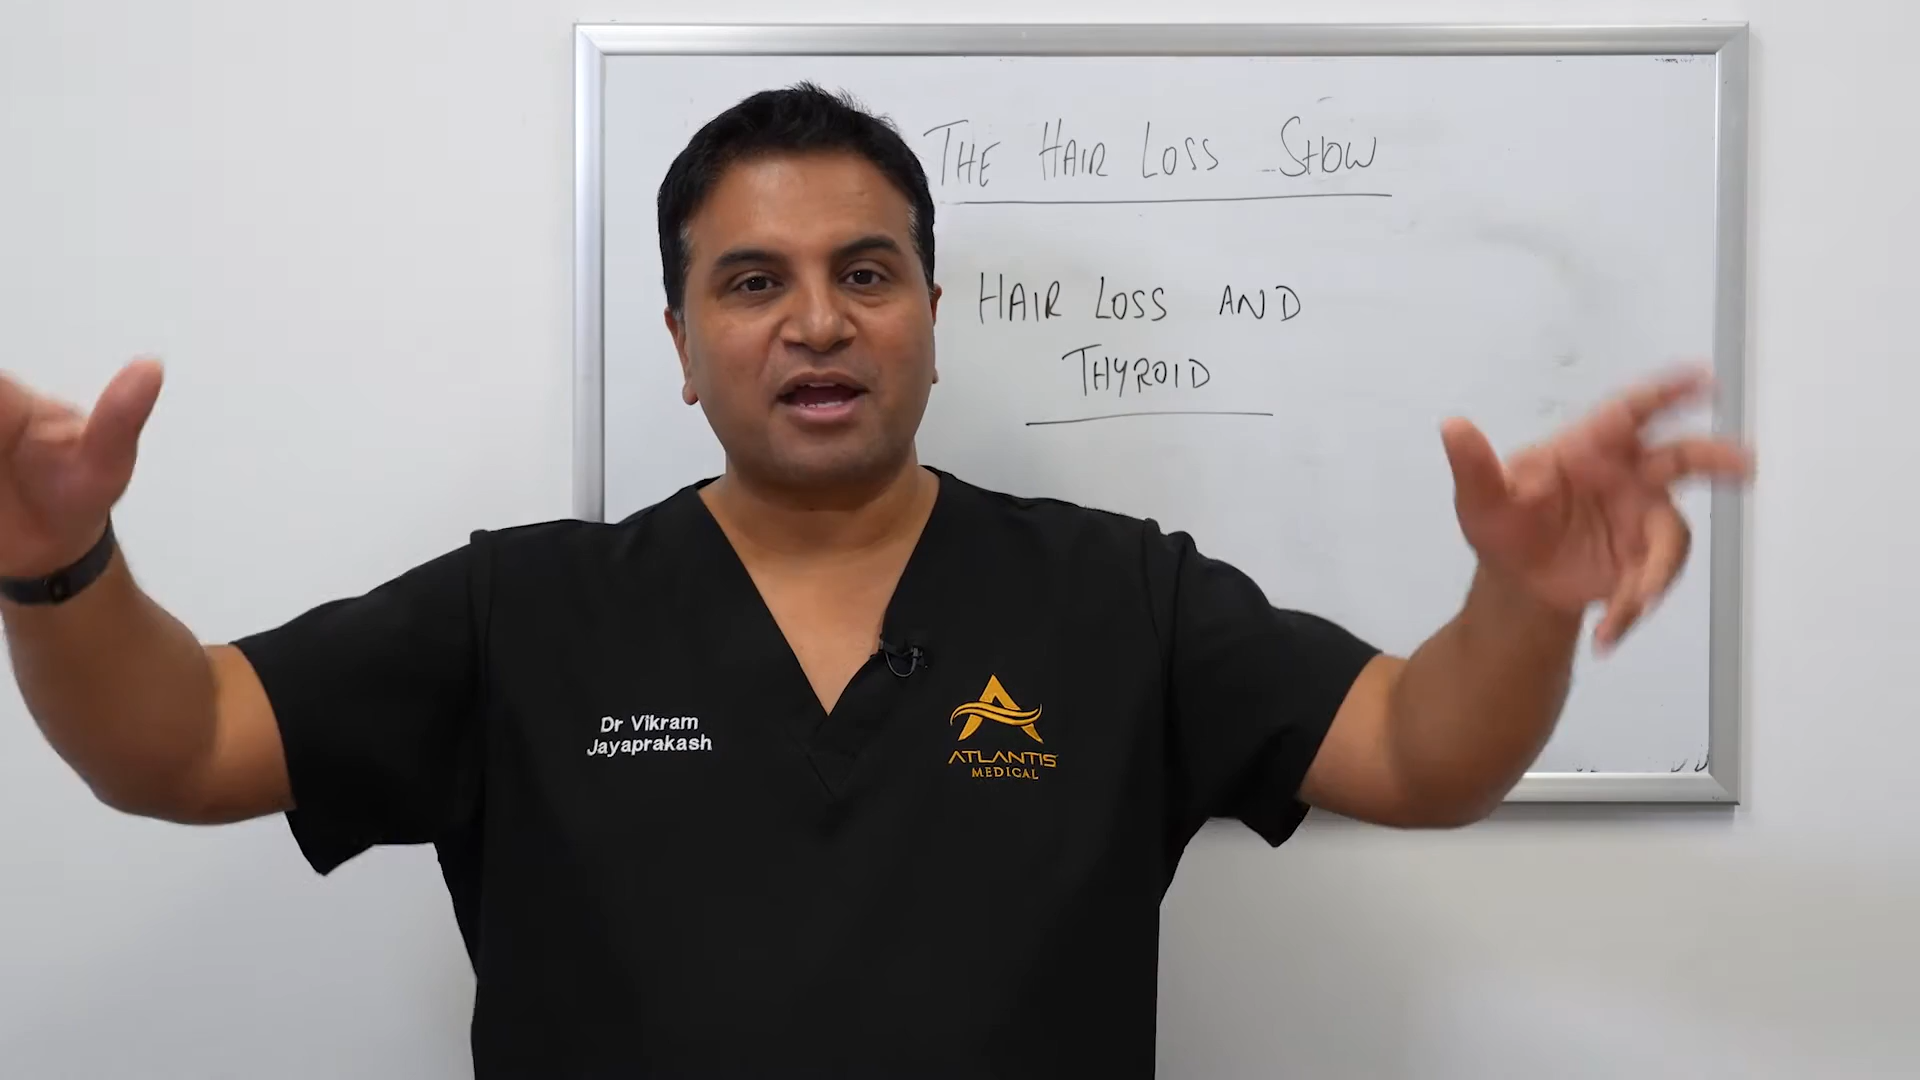 THE HAIR LOSS SHOW
HAIR LOSS AND
THYROID
Dr Vikram
Jayaprakash
ATLANTIS
MEDICAL